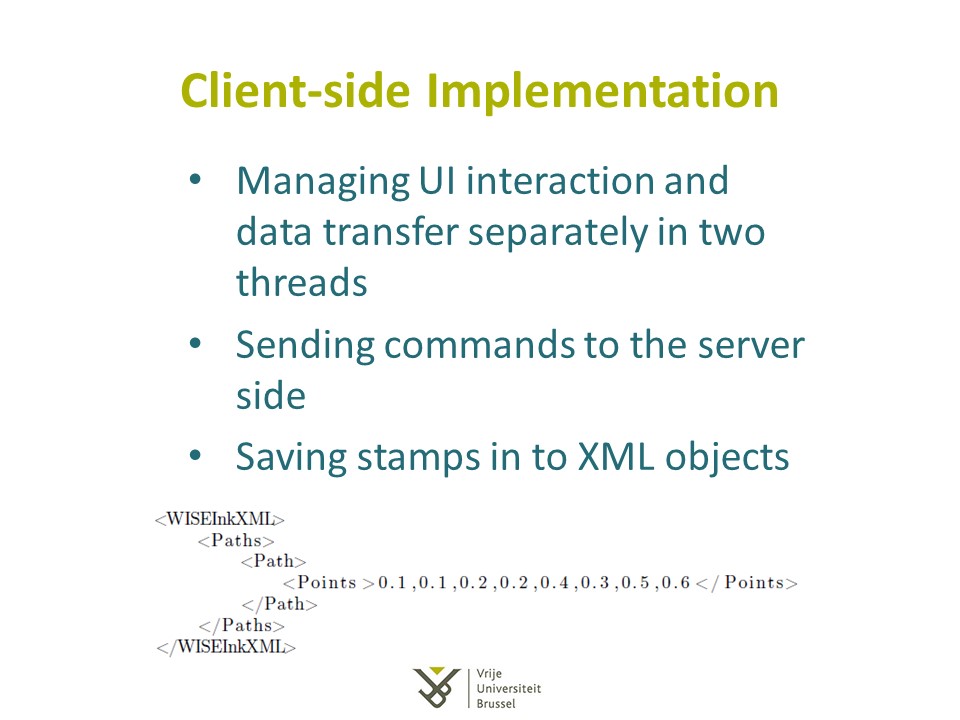 Client-side Implementation
• Managing UI interaction and
data transfer separately in two
threads
• Sending commands to the server
side
• Saving stamps in to XML objects
<WISEInkXML>
<Paths>
<Path>
<Points >0.1 ,0.1 ,0.2 ,0.2 ,0.4 ,0.3 ,0.5 ,0.6 </ Points>
</Path>
</Paths>
</WISEInkXML>
Vrije
Universiteit
Brussel